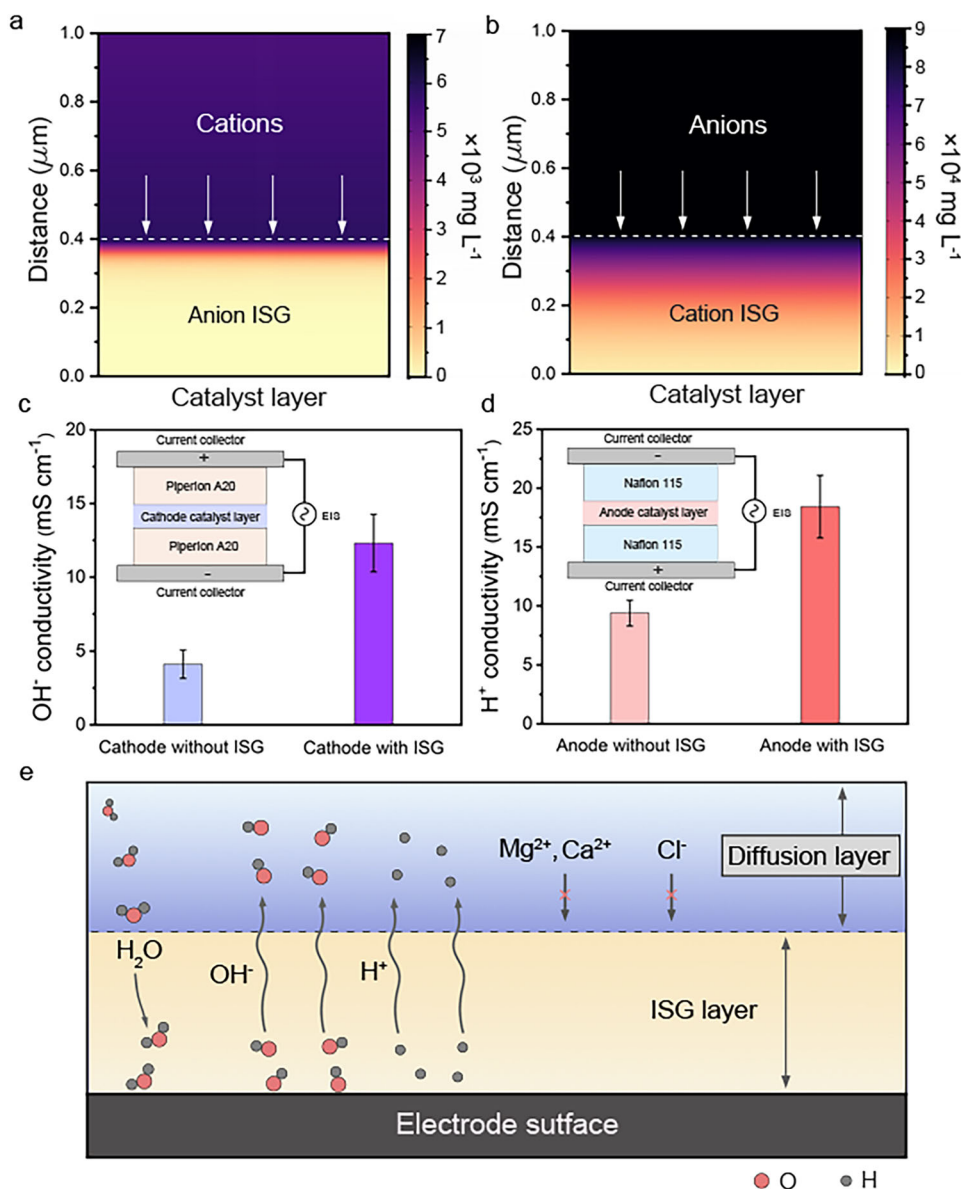 a
1.0
0.8
0.6
0.4
0.2
0.0
Distance (μm)
Cations
Anion ISG
Catalyst layer
7
6
5
4
3
2
1
0
×10³ mg L⁻¹
b
1.0
0.8
0.6
0.4
0.2
0.0
Distance (μm)
Anions
Cation ISG
Catalyst layer
9
8
7
6
5
4
3
2
1
0
×10⁴ mg L⁻¹
c
20
15
10
5
0
OH⁻ conductivity (mS cm⁻¹)
Current collector
+
Piperion A20
Cathode catalyst layer
Piperion A20
-
Current collector
EIS
Cathode without ISG
Cathode with ISG
d
25
20
15
10
5
0
H⁺ conductivity (mS cm⁻¹)
Current collector
-
Nafion 115
Anode catalyst layer
Nafion 115
+
Current collector
EIS
Anode without ISG
Anode with ISG
e
Mg²⁺, Ca²⁺
Cl⁻
Diffusion layer
H₂O
OH⁻
H⁺
ISG layer
Electrode sutface
O
H